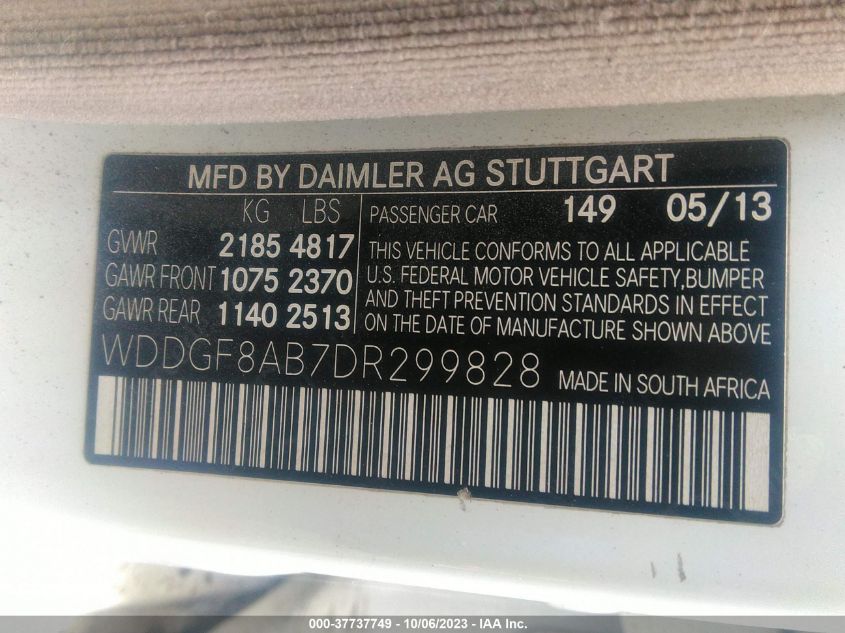 MFD BY DAIMLER AG STUTTGART
KG LBS
GVWR 2185 4817
GAWR FRONT 1075 2370
GAWR REAR 1140 2513
PASSENGER CAR 149 05/13
THIS VEHICLE CONFORMS TO ALL APPLICABLE
U.S. FEDERAL MOTOR VEHICLE SAFETY,BUMPER
AND THEFT PREVENTION STANDARDS IN EFFECT
ON THE DATE OF MANUFACTURE SHOWN ABOVE
WDDGF8AB7DR299828 MADE IN SOUTH AFRICA
000-37737749 - 10/06/2023 - IAA Inc.